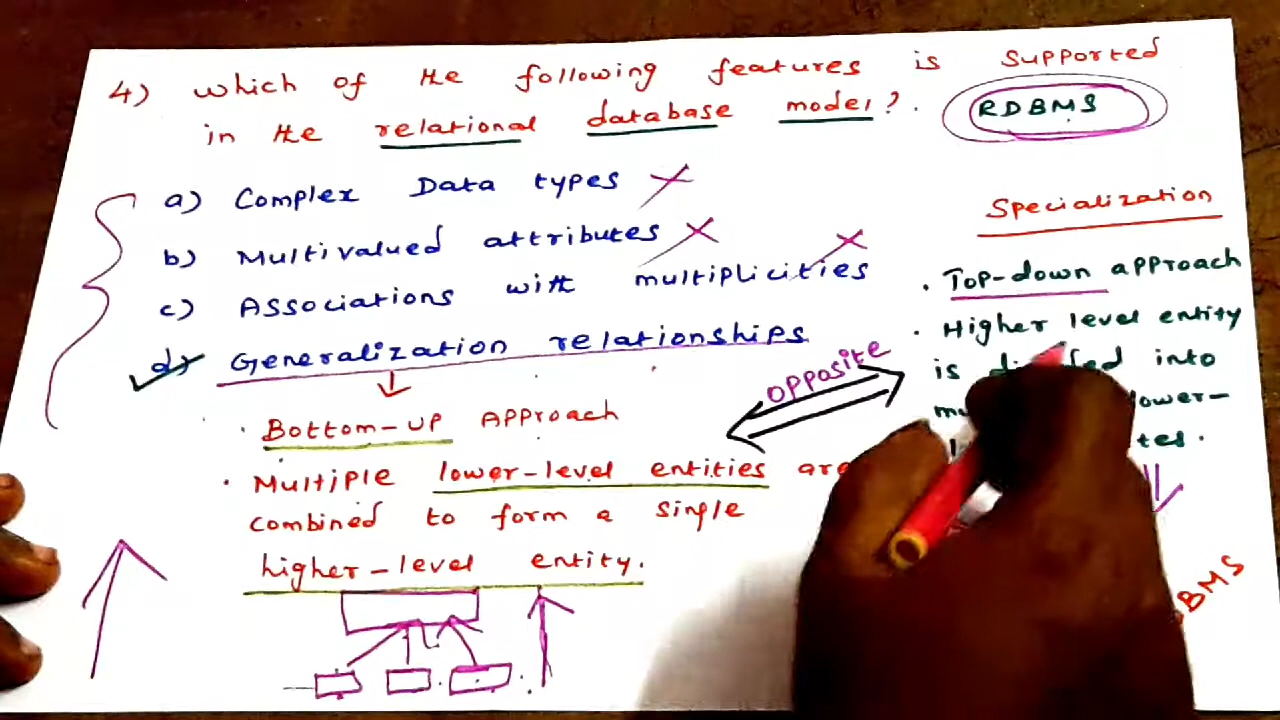 4) which of the following features is supported
in the relational database model?. RDBMS
a) Complex Data types
b) Multivalued attributes
c) Associations with multiplicities
d) Generalization relationships
Bottom-up Approach
• Multiple lower-level entities are
combined to form a single
higher-level entity.
opposite
Specialization
• Top-down approach
• Higher level entity
is into
lower-